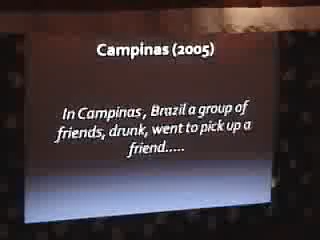 Campinas (2005)
In Campinas , Brazil a group of
friends, drunk, went to pick up a
friend.....